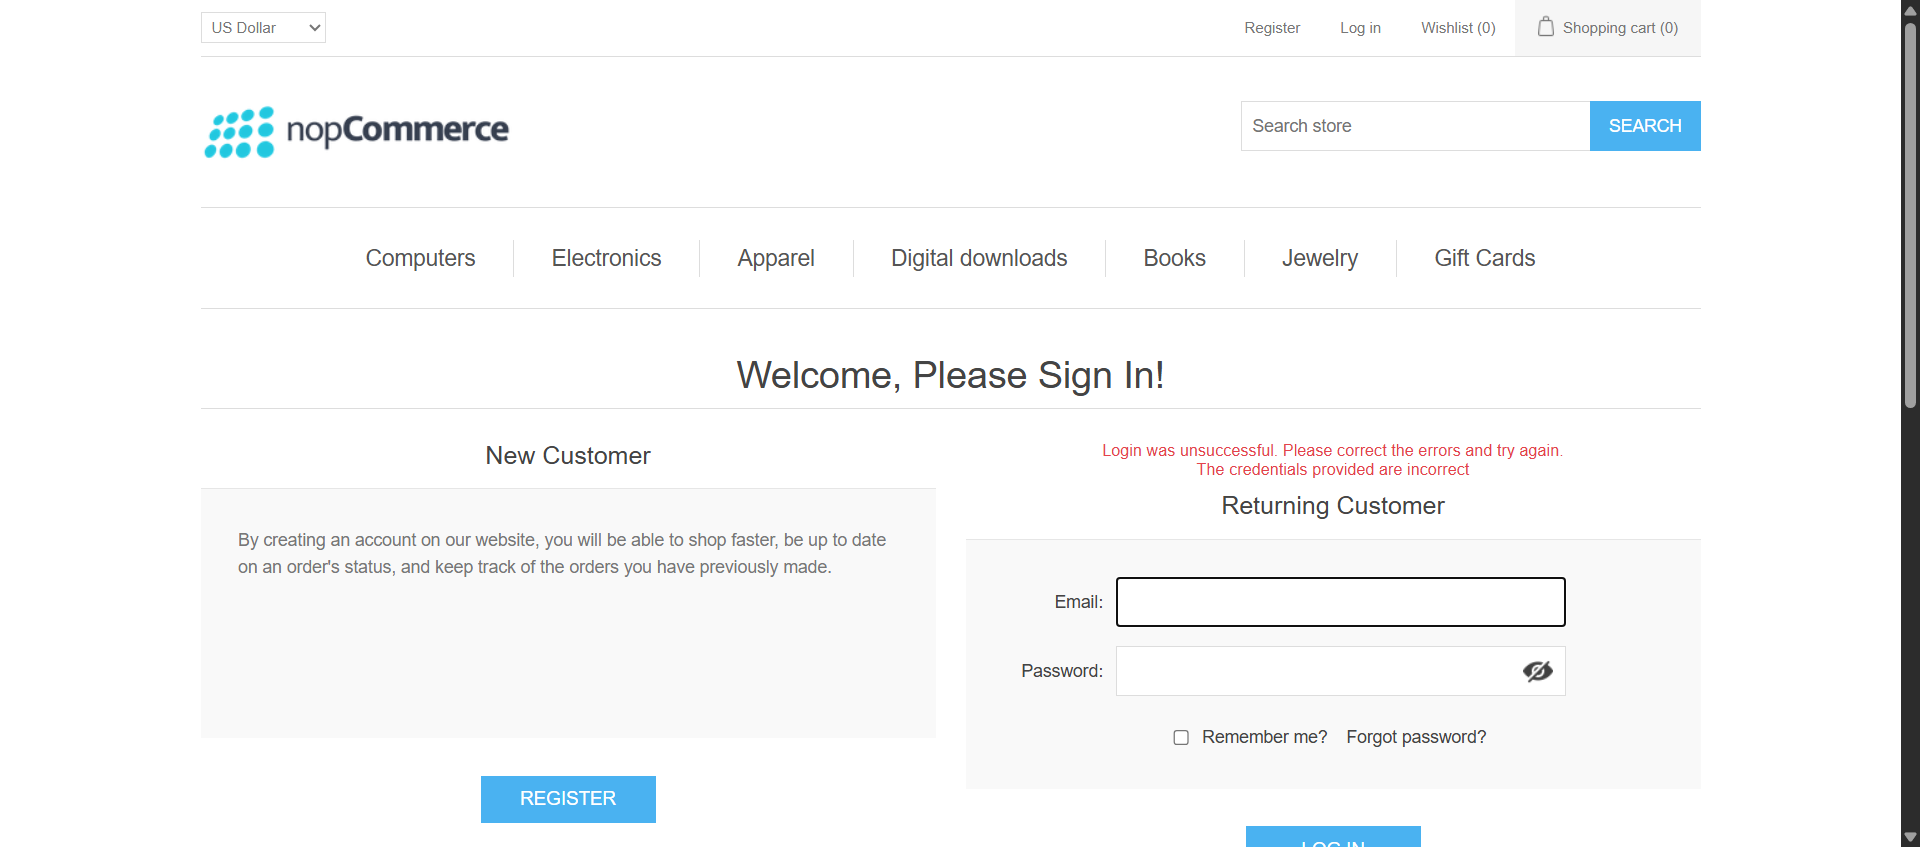 US Dollar
Register
Log in
Wishlist (0)
Shopping cart (0)
nopCommerce
Search store
SEARCH
Computers
Electronics
Apparel
Digital downloads
Books
Jewelry
Gift Cards
Welcome, Please Sign In!
New Customer
By creating an account on our website, you will be able to shop faster, be up to date
on an order's status, and keep track of the orders you have previously made.
REGISTER
Login was unsuccessful. Please correct the errors and try again.
The credentials provided are incorrect
Returning Customer
Email:
Password:
Remember me?
Forgot password?
LOG IN